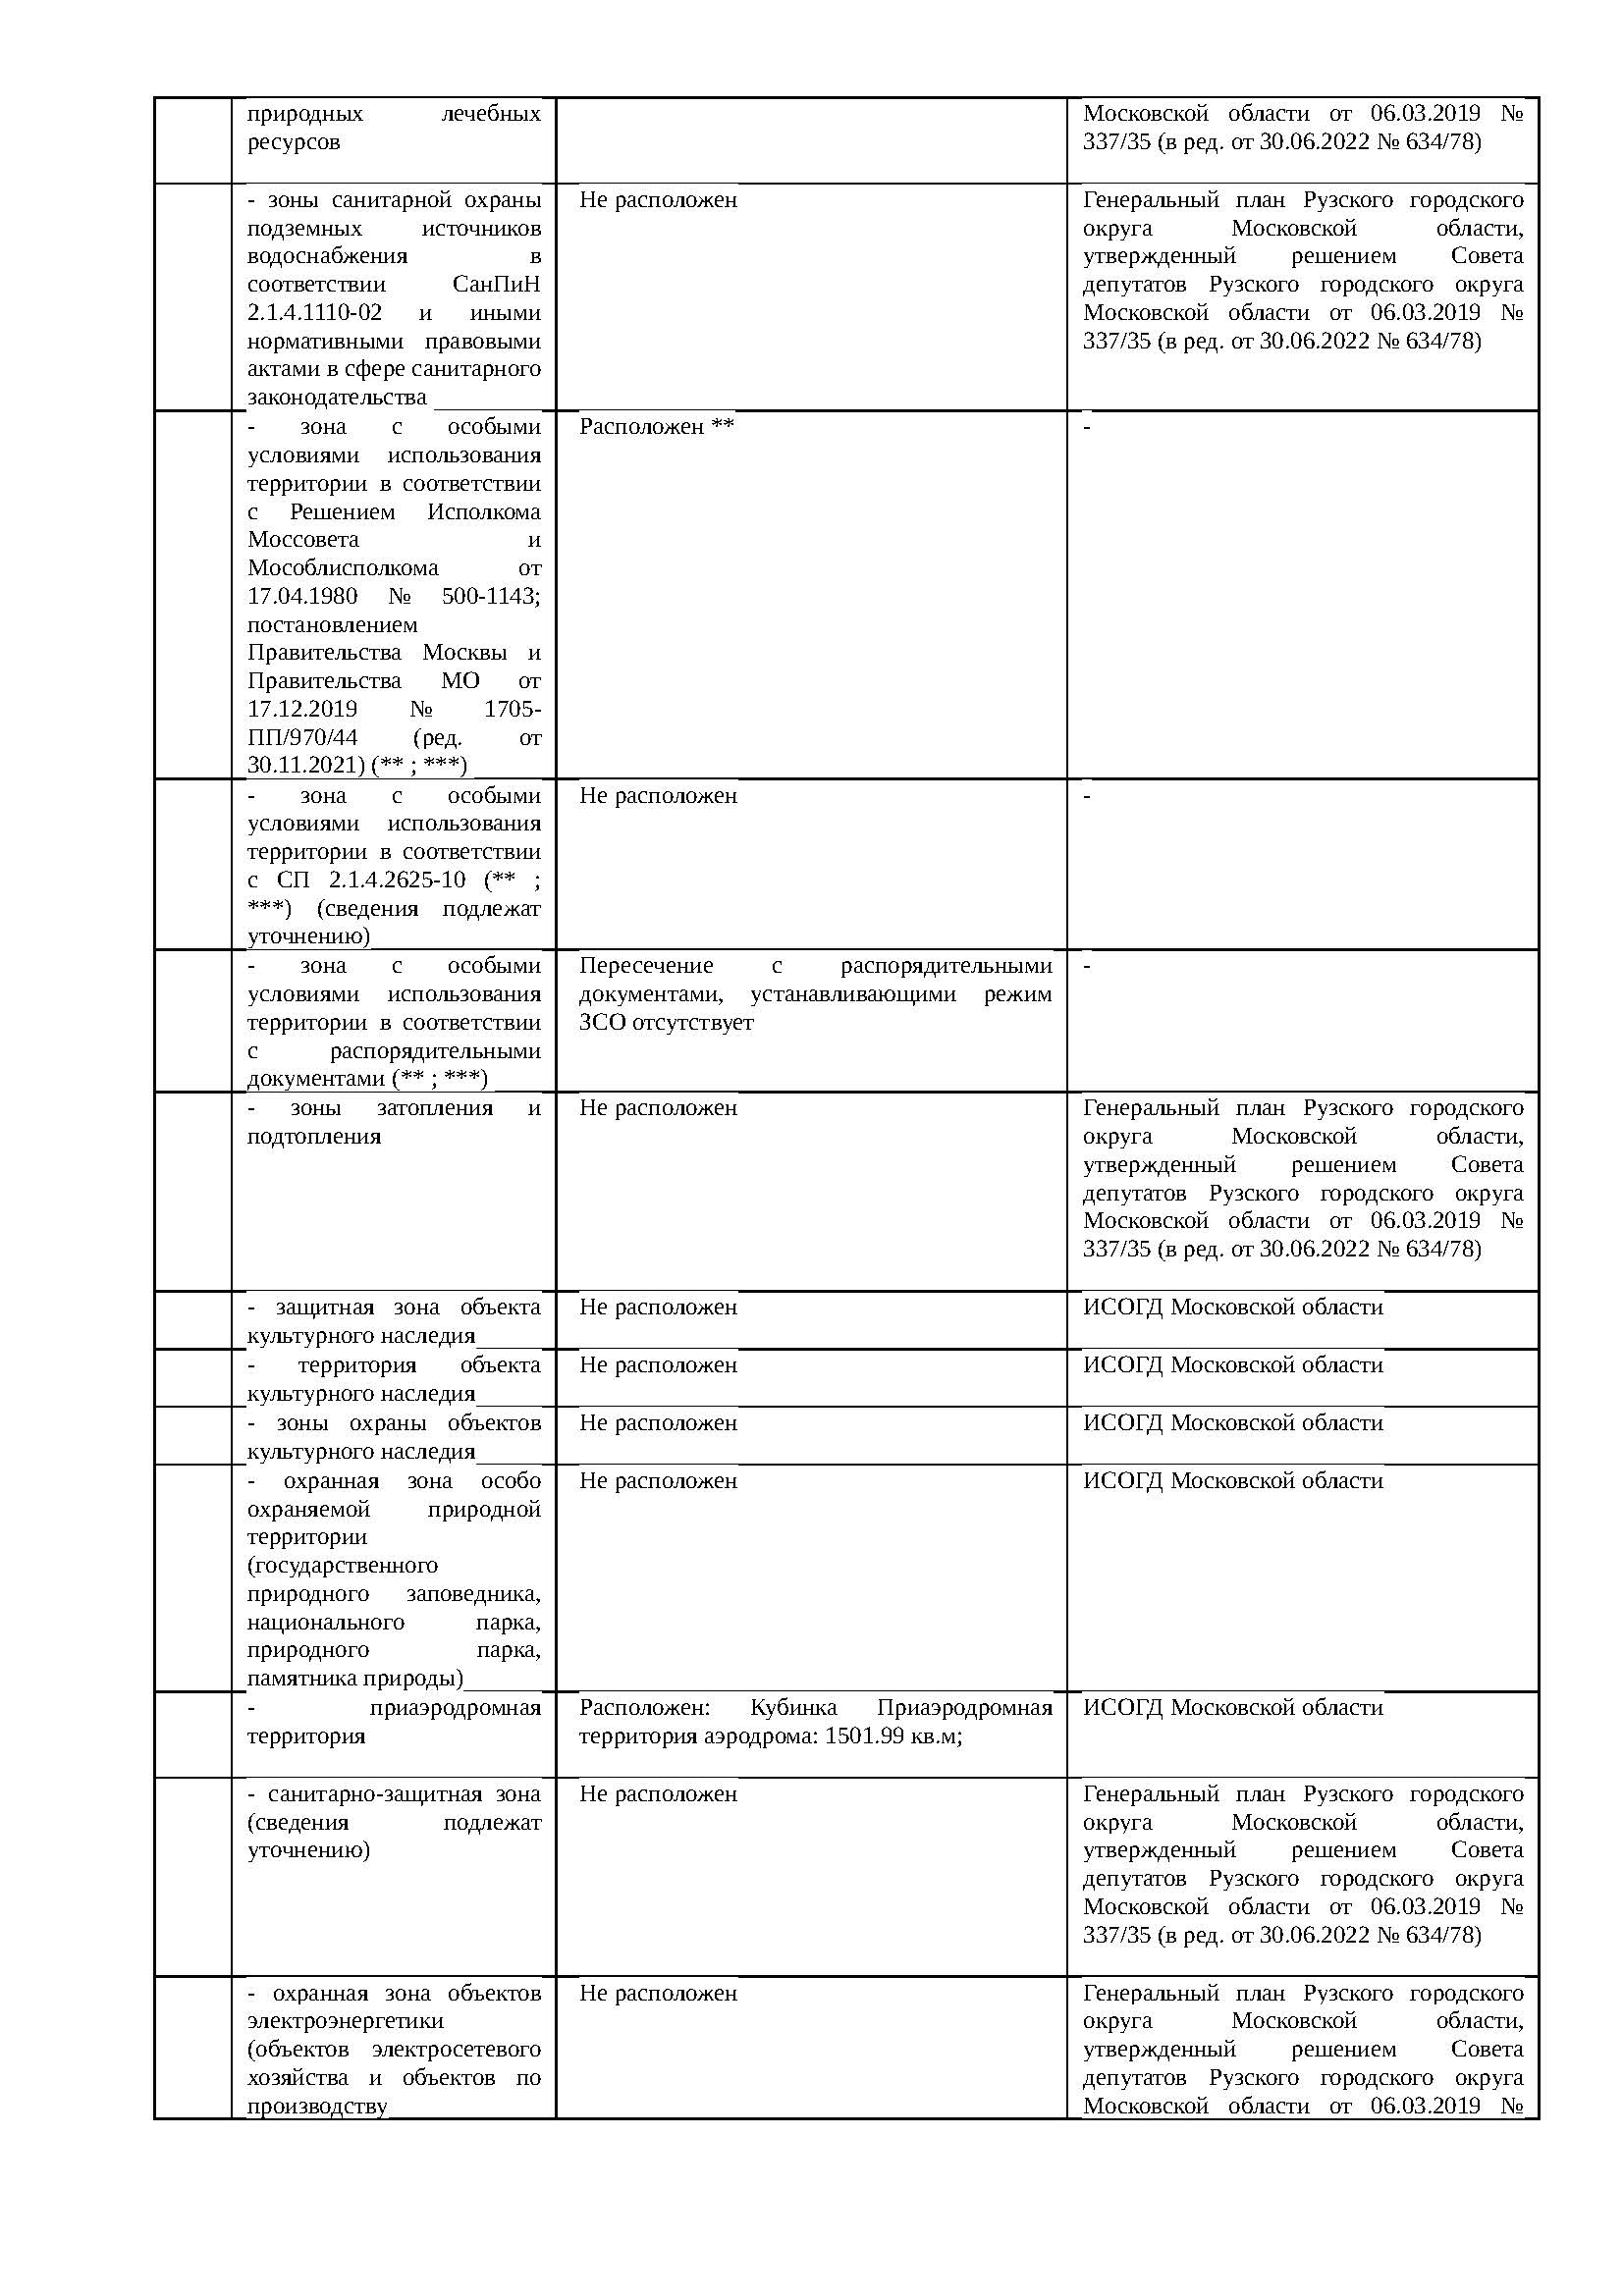 природных лечебных
ресурсов
Московской области от 06.03.2019 №
337/35 (в ред. от 30.06.2022 № 634/78)
- зоны санитарной охраны
подземных источников
водоснабжения в
соответствии СанПиН
2.1.4.1110-02 и иными
нормативными правовыми
актами в сфере санитарного
законодательства
Не расположен
Генеральный план Рузского городского
округа Московской области,
утвержденный решением Совета
депутатов Рузского городского округа
Московской области от 06.03.2019 №
337/35 (в ред. от 30.06.2022 № 634/78)
- зона с особыми
условиями использования
территории в соответствии
с Решением Исполкома
Моссовета и
Мособлисполкома от
17.04.1980 № 500-1143;
постановлением
Правительства Москвы и
Правительства МО от
17.12.2019 № 1705-
ПП/970/44 (ред. от
30.11.2021) (** ; ***)
Расположен **
-
- зона с особыми
условиями использования
территории в соответствии
с СП 2.1.4.2625-10 (** ;
***) (сведения подлежат
уточнению)
Не расположен
-
- зона с особыми
условиями использования
территории в соответствии
с распорядительными
документами (** ; ***)
Пересечение с распорядительными
документами, устанавливающими режим
ЗСО отсутствует
-
- зоны затопления и
подтопления
Не расположен
Генеральный план Рузского городского
округа Московской области,
утвержденный решением Совета
депутатов Рузского городского округа
Московской области от 06.03.2019 №
337/35 (в ред. от 30.06.2022 № 634/78)
- защитная зона объекта
культурного наследия
Не расположен
ИСОГД Московской области
- территория объекта
культурного наследия
Не расположен
ИСОГД Московской области
- зоны охраны объектов
культурного наследия
Не расположен
ИСОГД Московской области
- охранная зона особо
охраняемой природной
территории
(государственного
природного заповедника,
национального парка,
природного парка,
памятника природы)
Не расположен
ИСОГД Московской области
- приаэродромная
территория
Расположен: Кубинка Приаэродромная
территория аэродрома: 1501.99 кв.м;
ИСОГД Московской области
- санитарно-защитная зона
(сведения подлежат
уточнению)
Не расположен
Генеральный план Рузского городского
округа Московской области,
утвержденный решением Совета
депутатов Рузского городского округа
Московской области от 06.03.2019 №
337/35 (в ред. от 30.06.2022 № 634/78)
- охранная зона объектов
электроэнергетики
(объектов электросетевого
хозяйства и объектов по
производству
Не расположен
Генеральный план Рузского городского
округа Московской области,
утвержденный решением Совета
депутатов Рузского городского округа
Московской области от 06.03.2019 №